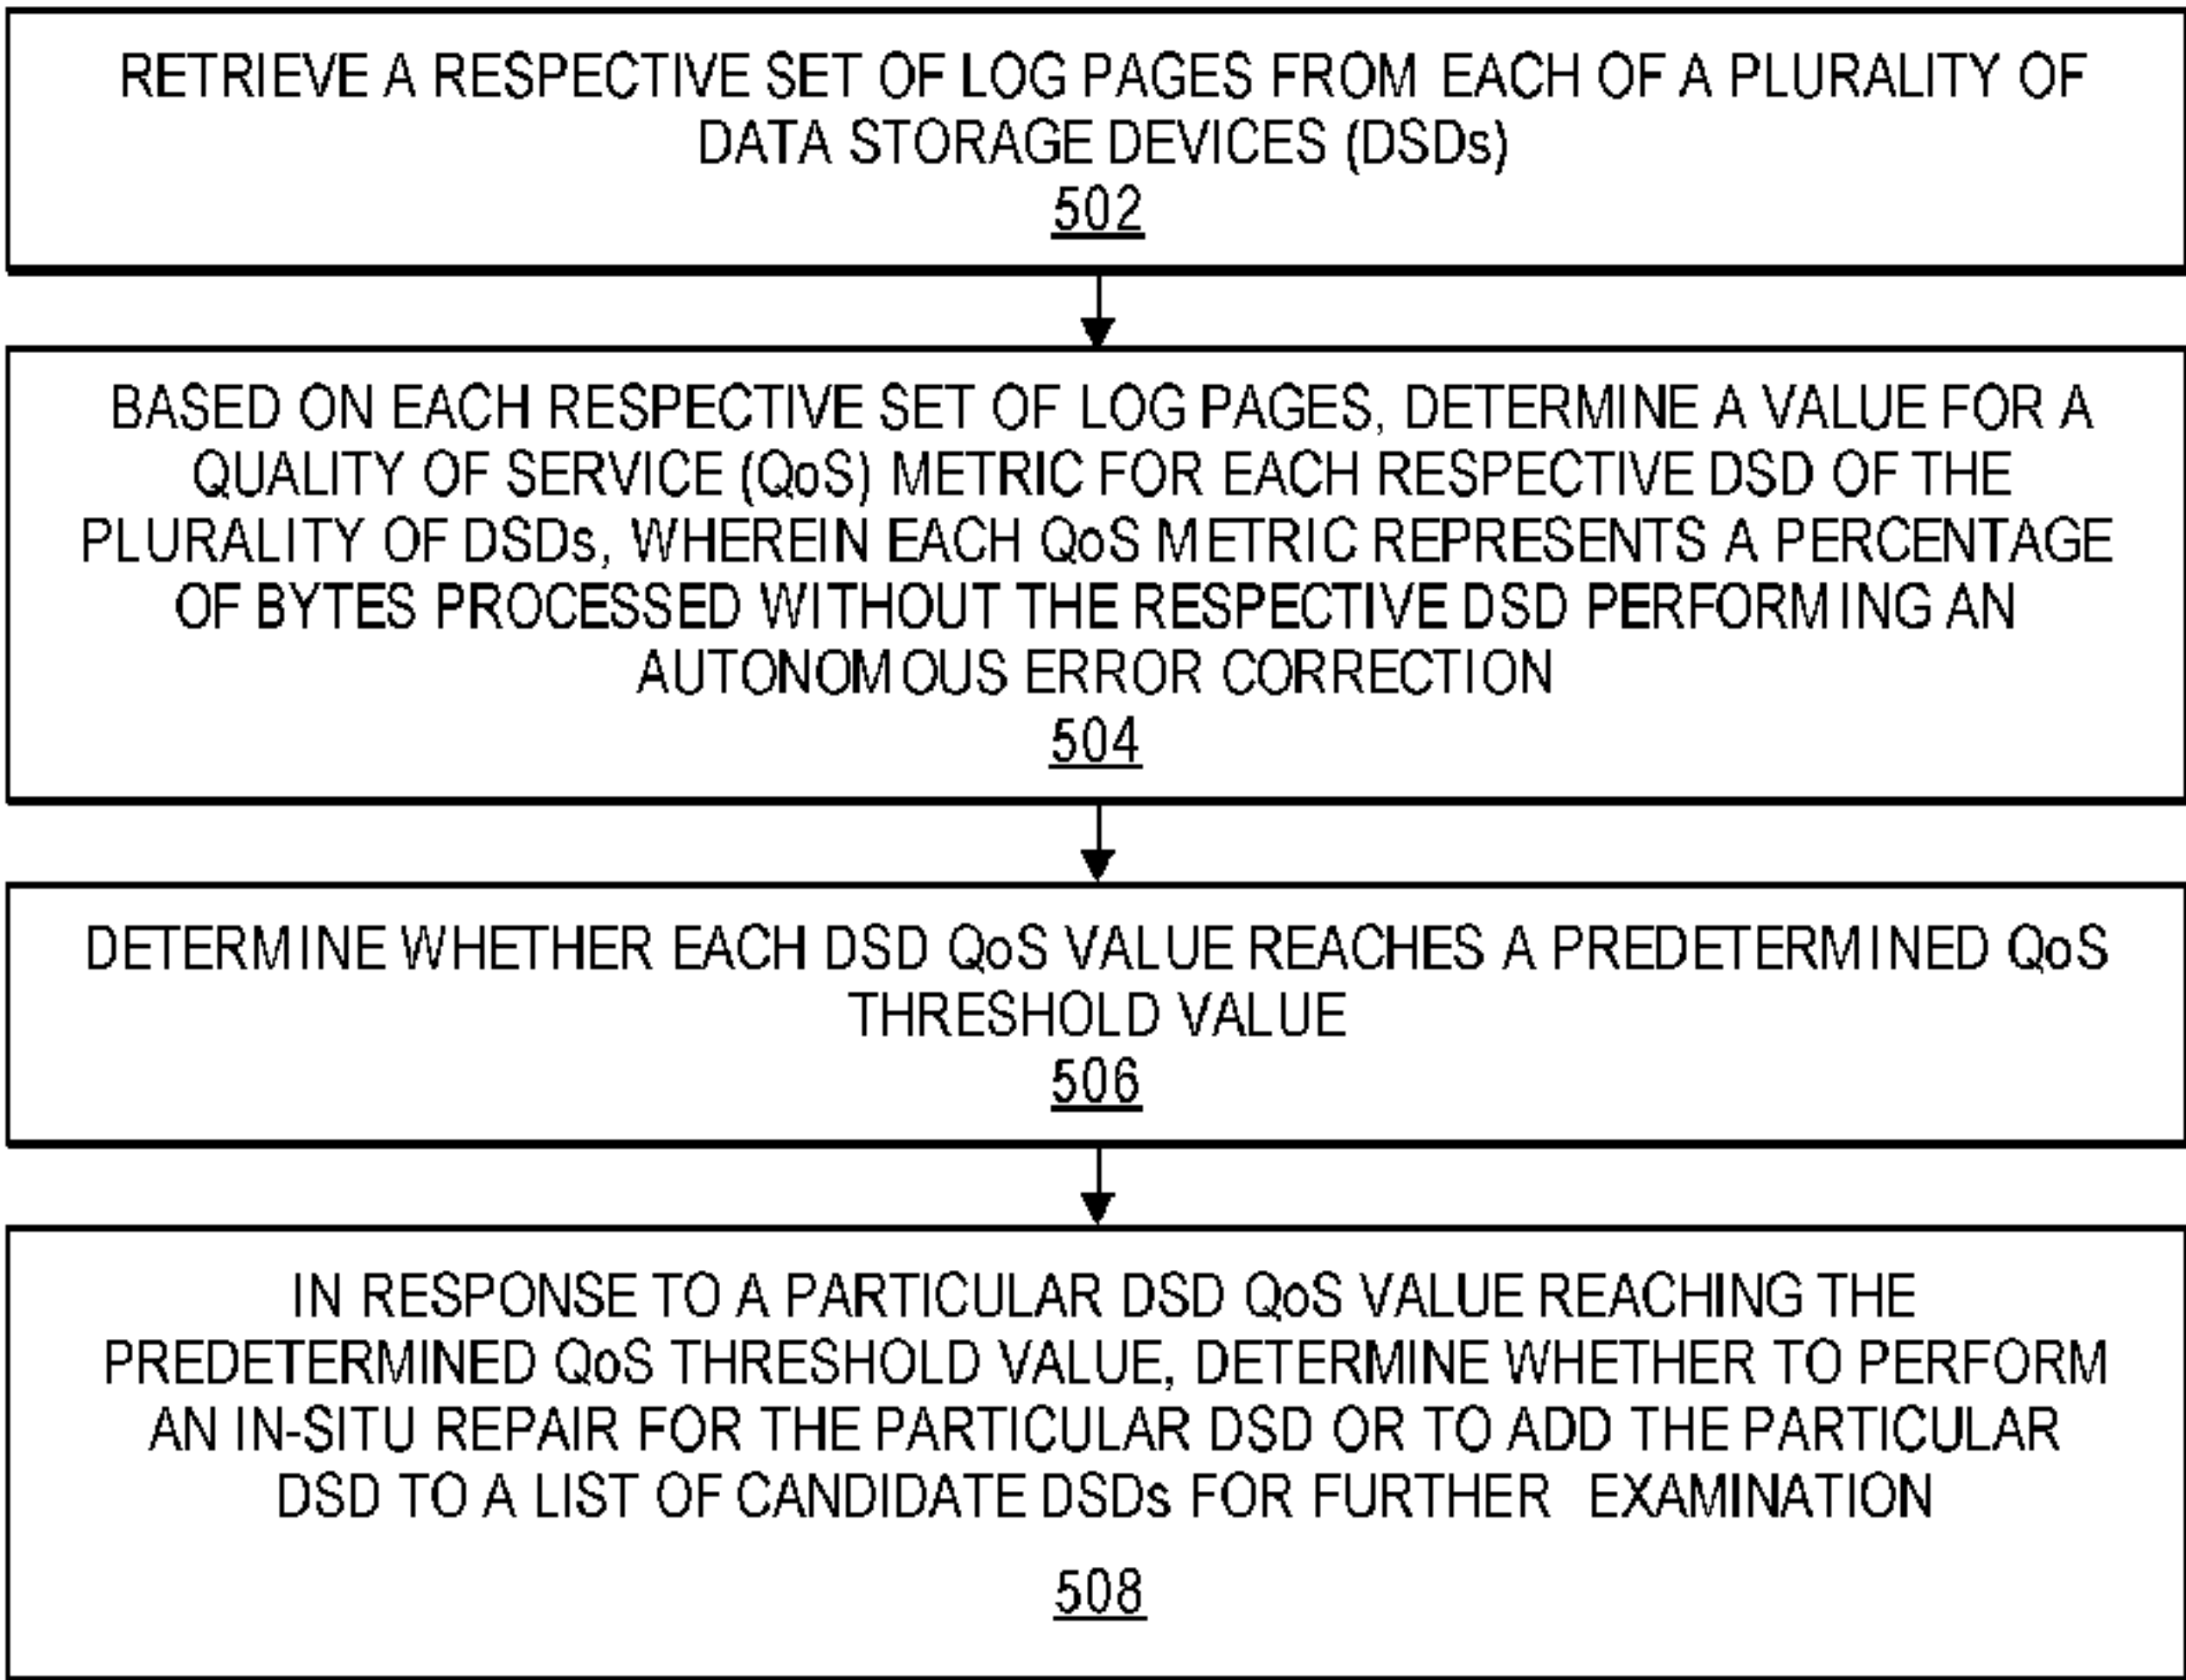 RETRIEVE A RESPECTIVE SET OF LOG PAGES FROM EACH OF A PLURALITY OF
DATA STORAGE DEVICES (DSDs)
502
BASED ON EACH RESPECTIVE SET OF LOG PAGES, DETERMINE A VALUE FOR A
QUALITY OF SERVICE (QoS) METRIC FOR EACH RESPECTIVE DSD OF THE
PLURALITY OF DSDs, WHEREIN EACH QoS METRIC REPRESENTS A PERCENTAGE
OF BYTES PROCESSED WITHOUT THE RESPECTIVE DSD PERFORMING AN
AUTONOMOUS ERROR CORRECTION
504
DETERMINE WHETHER EACH DSD QoS VALUE REACHES A PREDETERMINED QoS
THRESHOLD VALUE
506
IN RESPONSE TO A PARTICULAR DSD QoS VALUE REACHING THE
PREDETERMINED QoS THRESHOLD VALUE, DETERMINE WHETHER TO PERFORM
AN IN-SITU REPAIR FOR THE PARTICULAR DSD OR TO ADD THE PARTICULAR
DSD TO A LIST OF CANDIDATE DSDs FOR FURTHER EXAMINATION
508